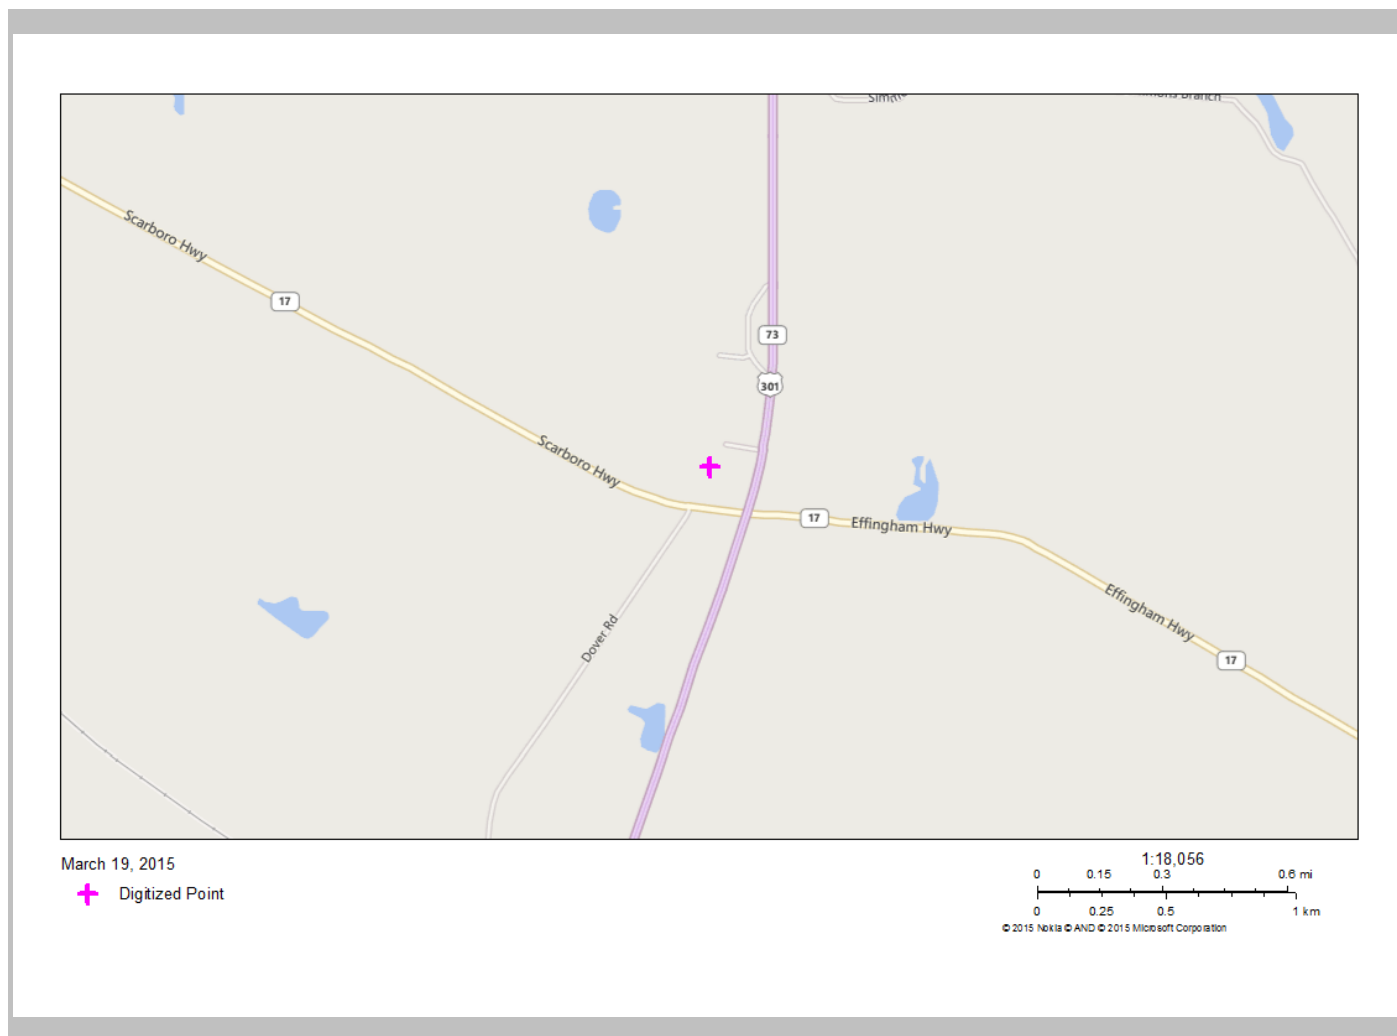 Branch
Scarboro Hwy
17
73
301
Scarboro Hwy
17
Effingham Hwy
Effingham Hwy
Dover Rd
17
March 19, 2015
Digitized Point
1:18,056
0 0.15 0.3 0.6 mi
0 0.25 0.5 1 km
© 2015 Nokia © AND © 2015 Microsoft Corporation